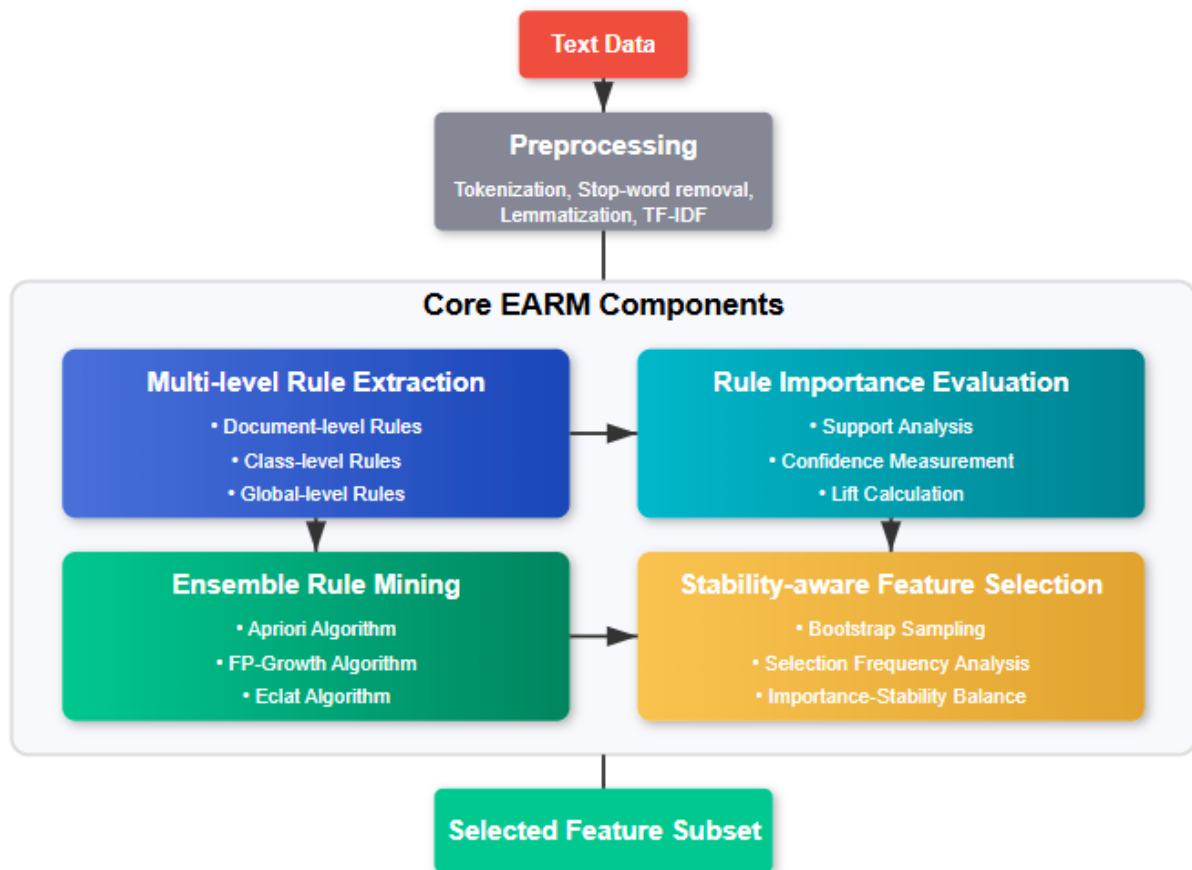 Text Data
Preprocessing
Tokenization, Stop-word removal,
Lemmatization, TF-IDF
Core EARM Components
Multi-level Rule Extraction
• Document-level Rules
• Class-level Rules
• Global-level Rules
Rule Importance Evaluation
• Support Analysis
• Confidence Measurement
• Lift Calculation
Ensemble Rule Mining
• Apriori Algorithm
• FP-Growth Algorithm
• Eclat Algorithm
Stability-aware Feature Selection
• Bootstrap Sampling
• Selection Frequency Analysis
• Importance-Stability Balance
Selected Feature Subset